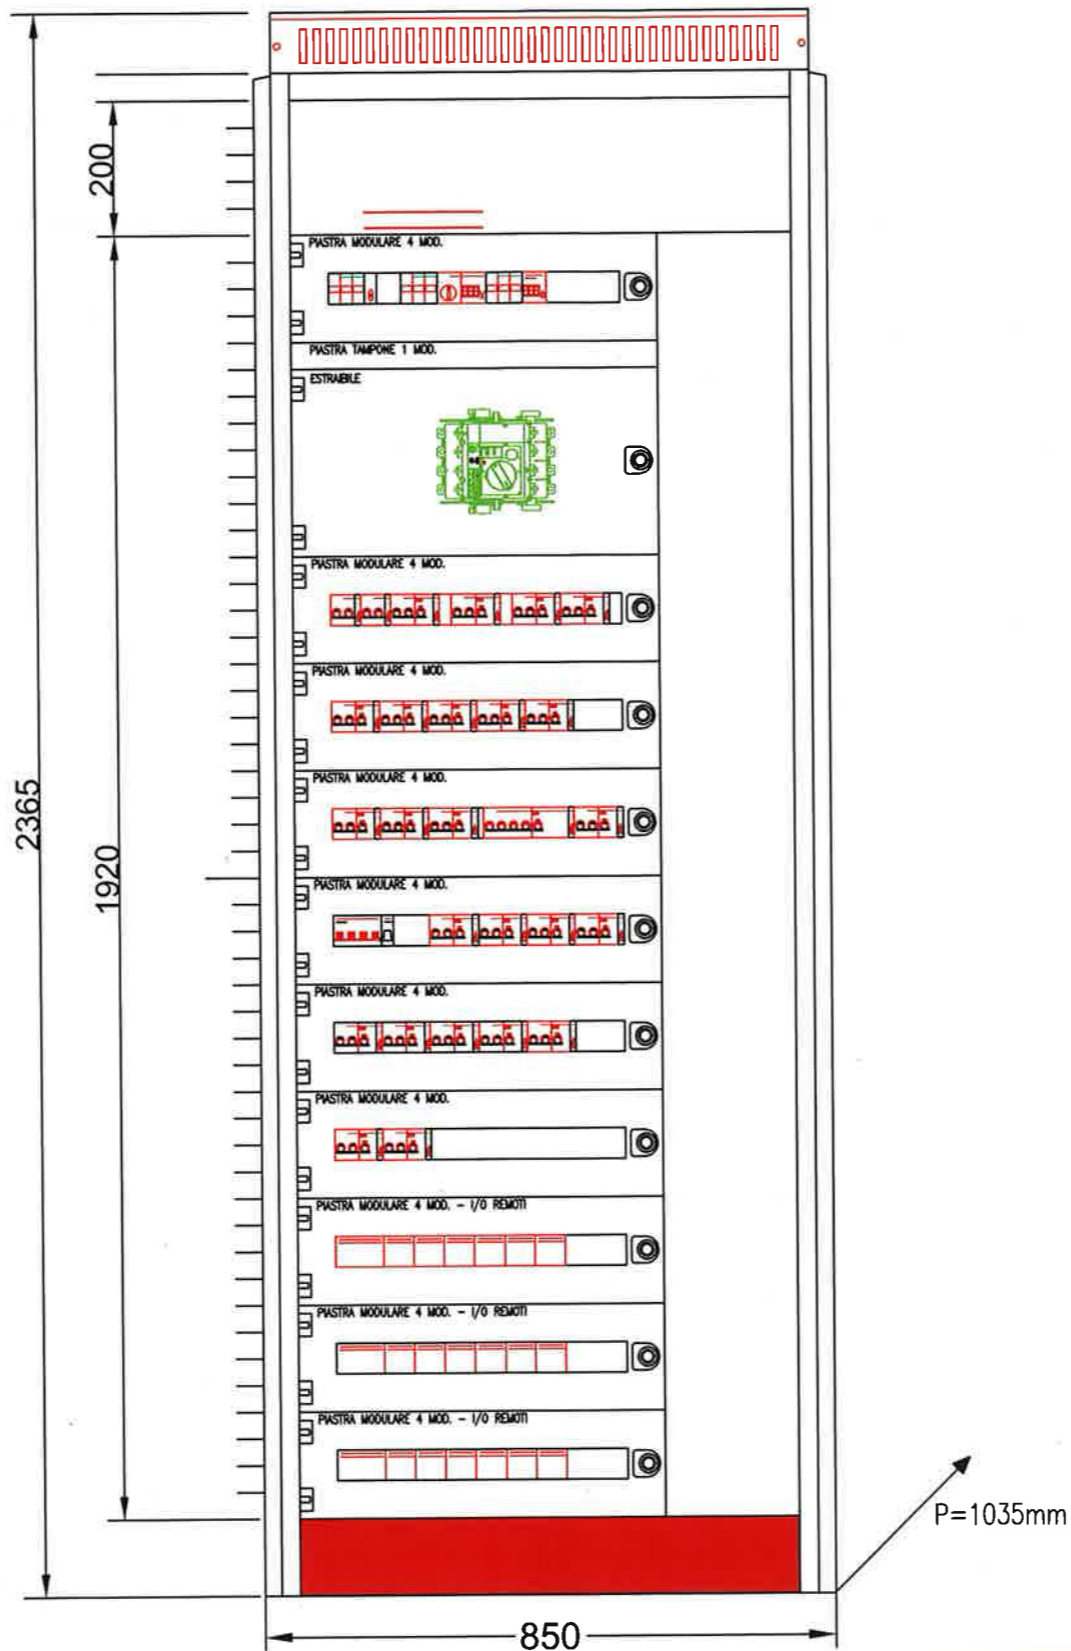 200
PIASTRA MODULARE 4 MOD.
PIASTRA TAMPONE 1 MOD.
ESTRAIBILE
PIASTRA MODULARE 4 MOD.
PIASTRA MODULARE 4 MOD.
2365
1920
PIASTRA MODULARE 4 MOD.
PIASTRA MODULARE 4 MOD.
PIASTRA MODULARE 4 MOD.
PIASTRA MODULARE 4 MOD.
PIASTRA MODULARE 4 MOD. - I/O REMOTI
PIASTRA MODULARE 4 MOD. - I/O REMOTI
PIASTRA MODULARE 4 MOD. - I/O REMOTI
P=1035mm
850